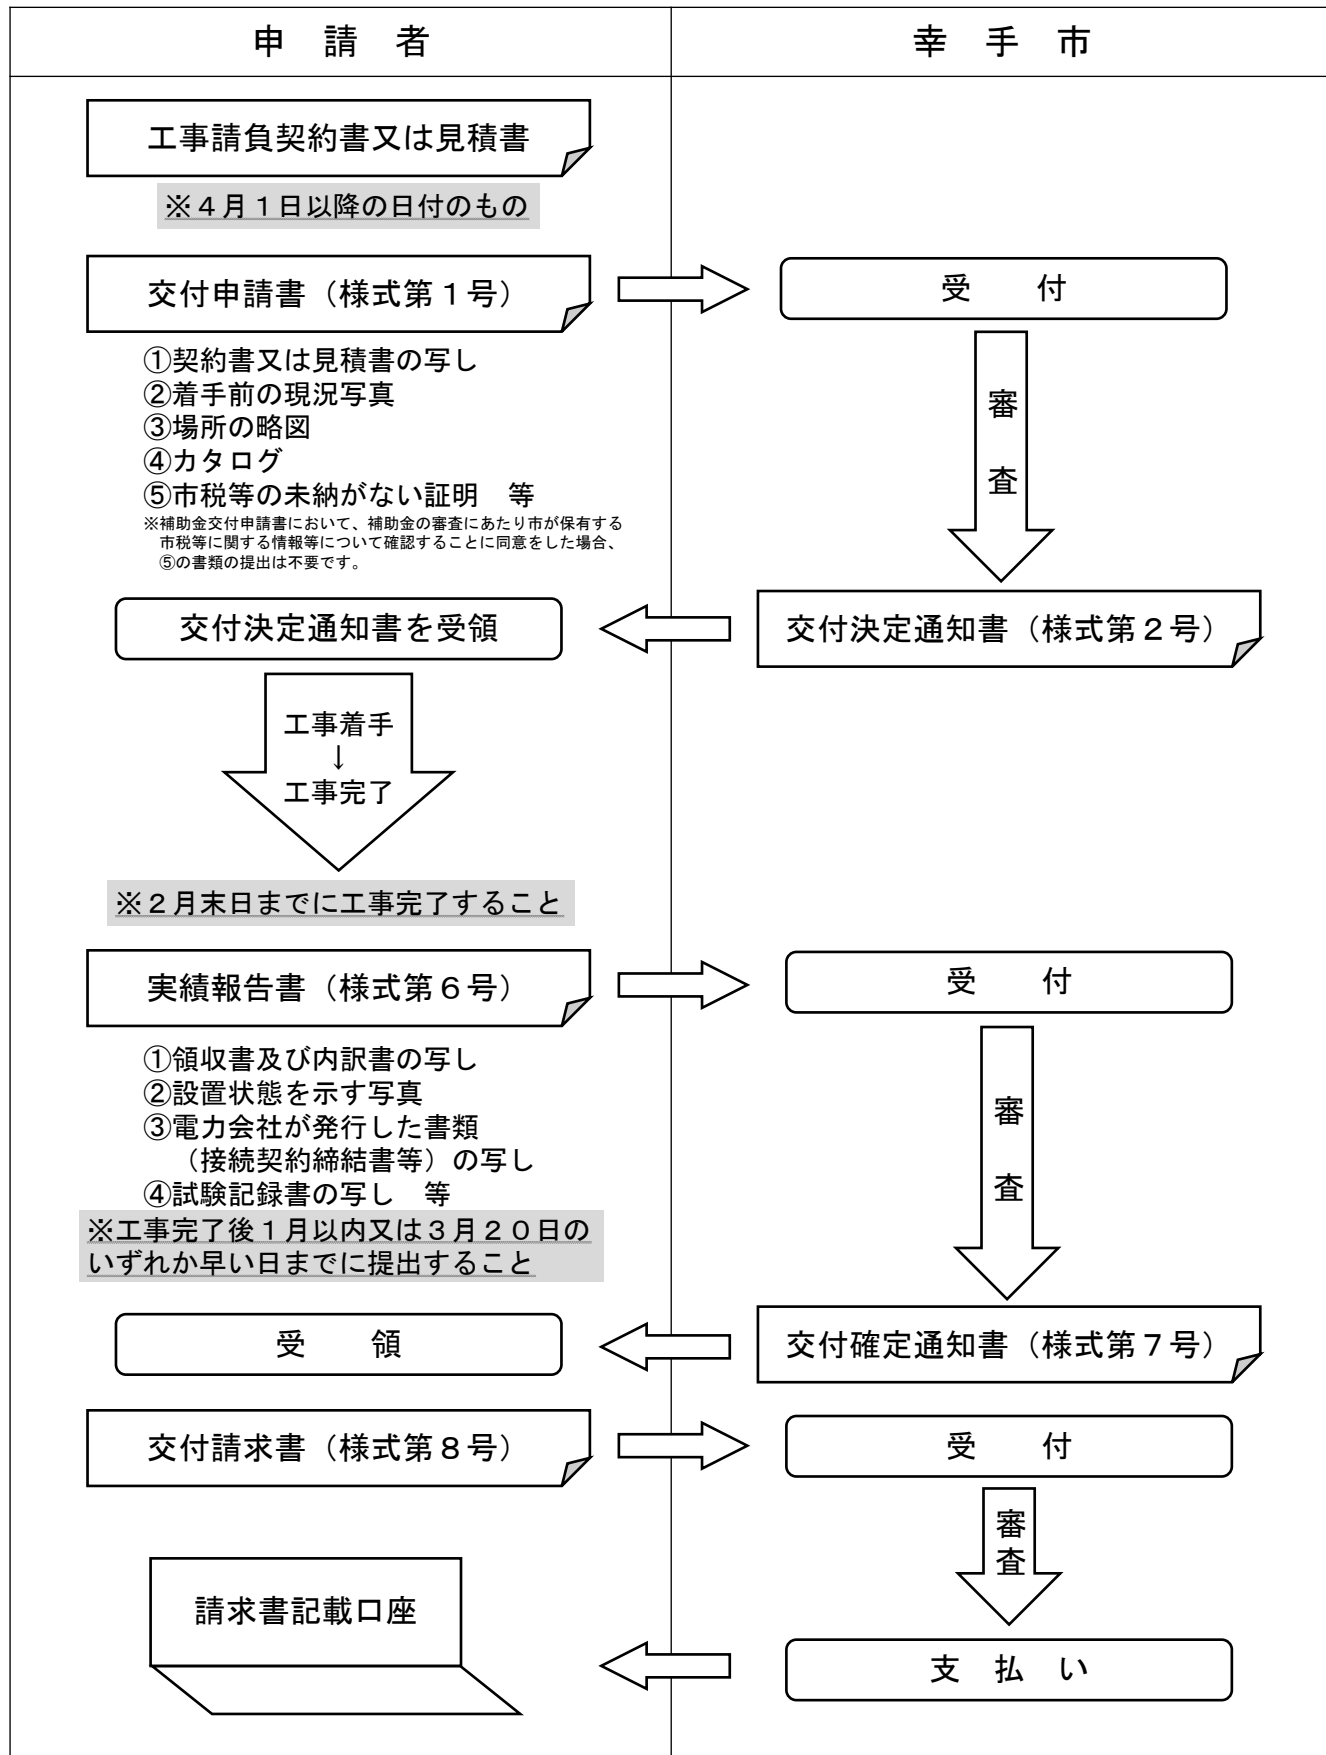 申　請　者
幸　手　市
工事請負契約書又は見積書
※４月１日以降の日付のもの
交付申請書（様式第１号）
受　　付
①契約書又は見積書の写し
②着手前の現況写真
③場所の略図
④カタログ
⑤市税等の未納がない証明　等
※補助金交付申請書において、補助金の審査にあたり市が保有する
市税等に関する情報等について確認することに同意をした場合、
⑤の書類の提出は不要です。
審
査
交付決定通知書を受領
交付決定通知書（様式第２号）
工事着手
↓
工事完了
※２月末日までに工事完了すること
実績報告書（様式第６号）
受　　付
①領収書及び内訳書の写し
②設置状態を示す写真
③電力会社が発行した書類
（接続契約締結書等）の写し
④試験記録書の写し　等
※工事完了後１月以内又は３月２０日の
いずれか早い日までに提出すること
審
査
受　　領
交付確定通知書（様式第７号）
交付請求書（様式第８号）
受　　付
審
査
請求書記載口座
支　払　い